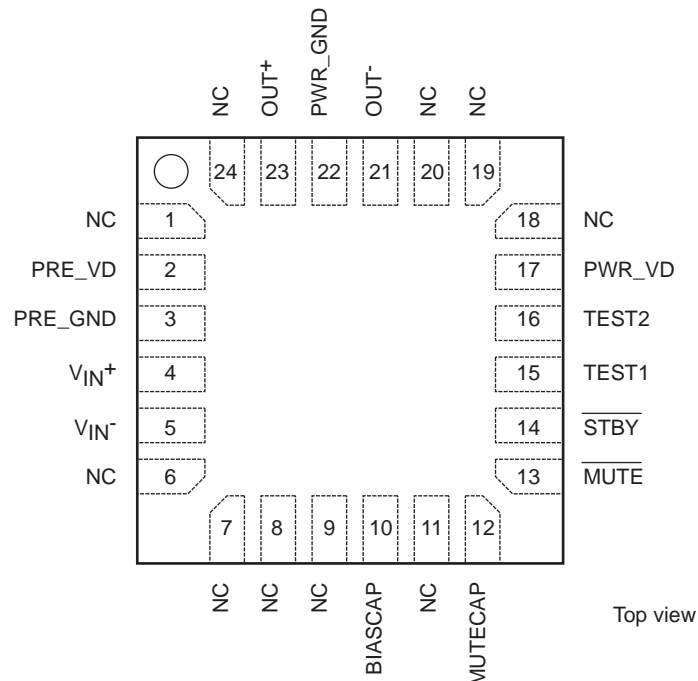 NC
OUT+
PWR_GND
OUT-
NC
NC
24 23 22 21 20 19
NC 1
PRE_VD 2
PRE_GND 3
VIN+ 4
VIN- 5
NC 6
18 NC
17 PWR_VD
16 TEST2
15 TEST1
14 STBY
13 MUTE
7 8 9 10 11 12
NC
NC
NC
BIASCAP
NC
MUTECAP
Top view